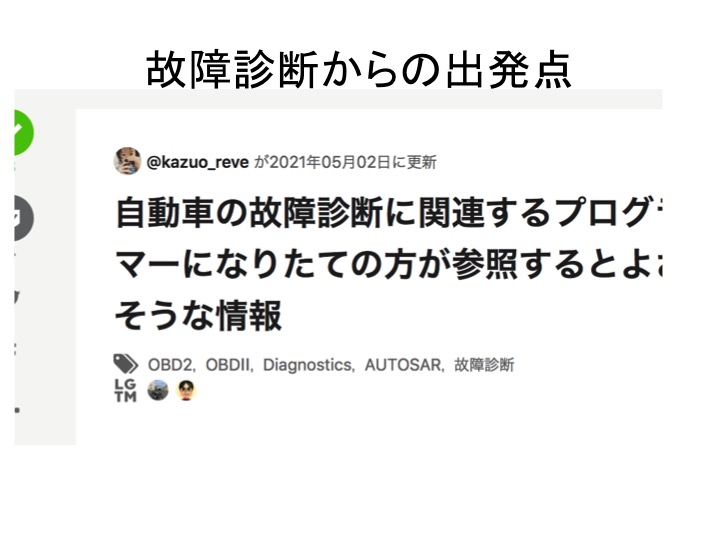 故障診断からの出発点
@kazuo_reve が2021年05月02日に更新
自動車の故障診断に関連するプログラ
マーになりたての方が参照するとよさ
そうな情報
OBD2, OBDII, Diagnostics, AUTOSAR, 故障診断
LG
TM